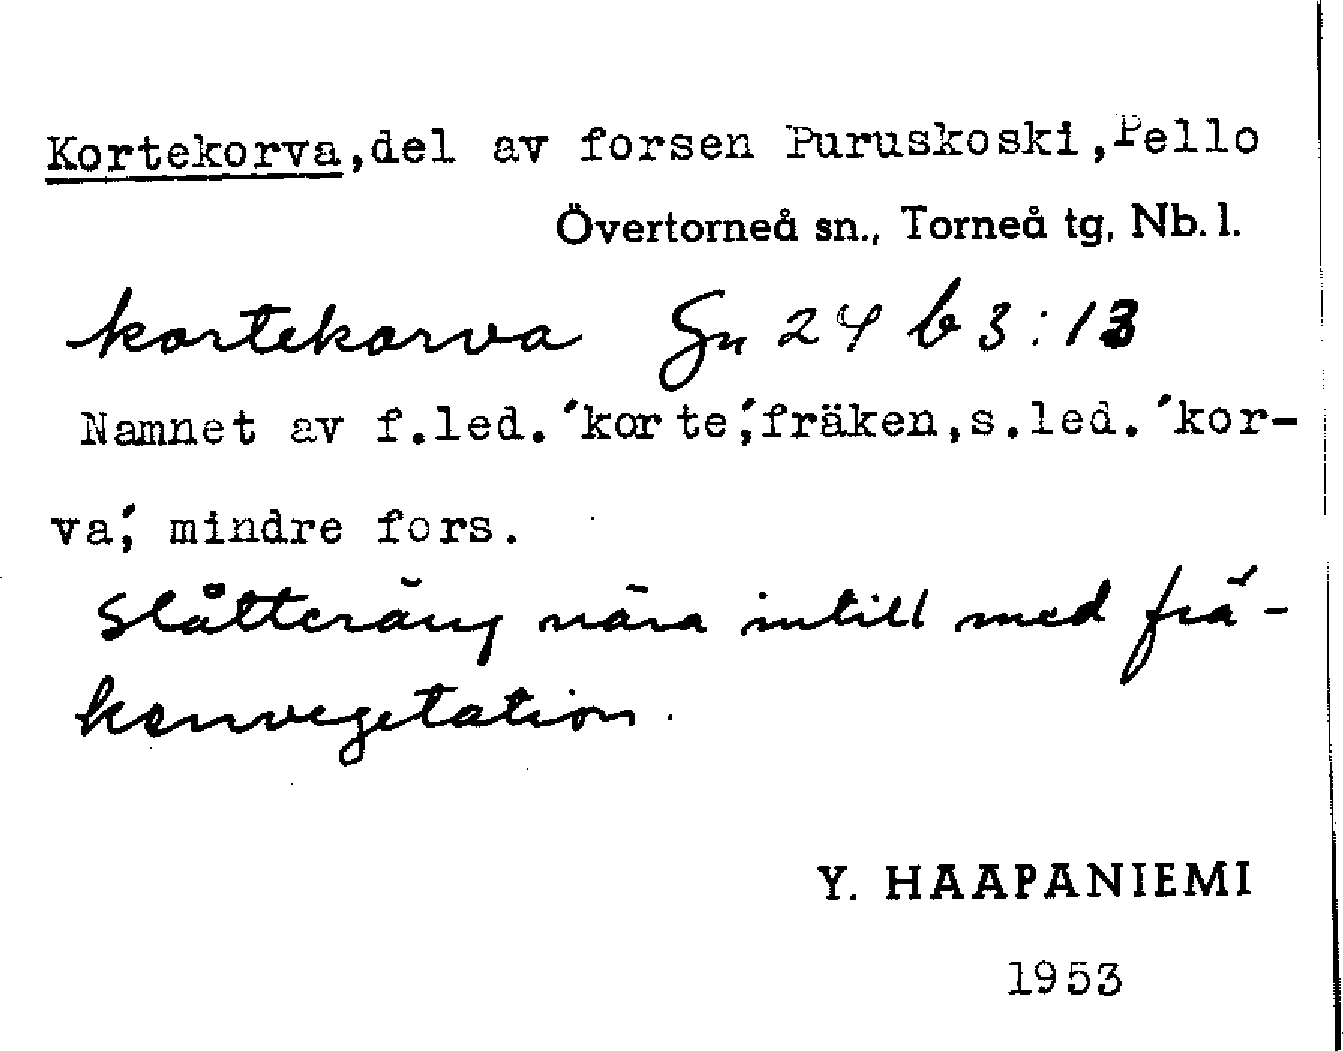 Kortekorva,del av forsen Puruskoski,Pello
Övertorneå sn., Torneå tg, Nb. l.
kortekorva Gn 24 b 3:13
Namnet av f.led.´korte´,fräken,s.led.´kor-
va´, mindre fors.
Slåtteräng nära intill med frä-
kenvegetation.
Y. HAAPANIEMI
1953